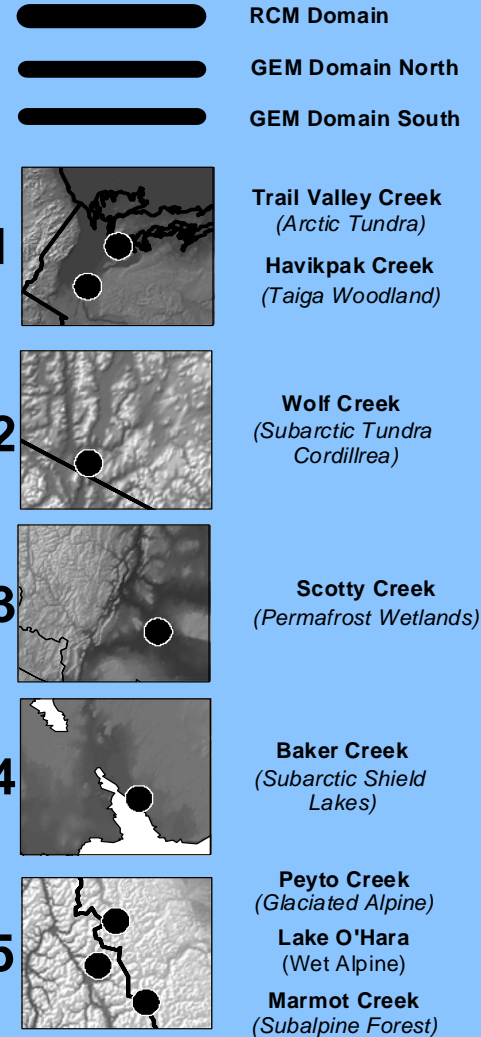 RCM Domain
GEM Domain North
GEM Domain South
1
Trail Valley Creek
(Arctic Tundra)
Havikpak Creek
(Taiga Woodland)
2
Wolf Creek
(Subarctic Tundra
Cordillrea)
3
Scotty Creek
(Permafrost Wetlands)
4
Baker Creek
(Subarctic Shield
Lakes)
5
Peyto Creek
(Glaciated Alpine)
Lake O'Hara
(Wet Alpine)
Marmot Creek
(Subalpine Forest)